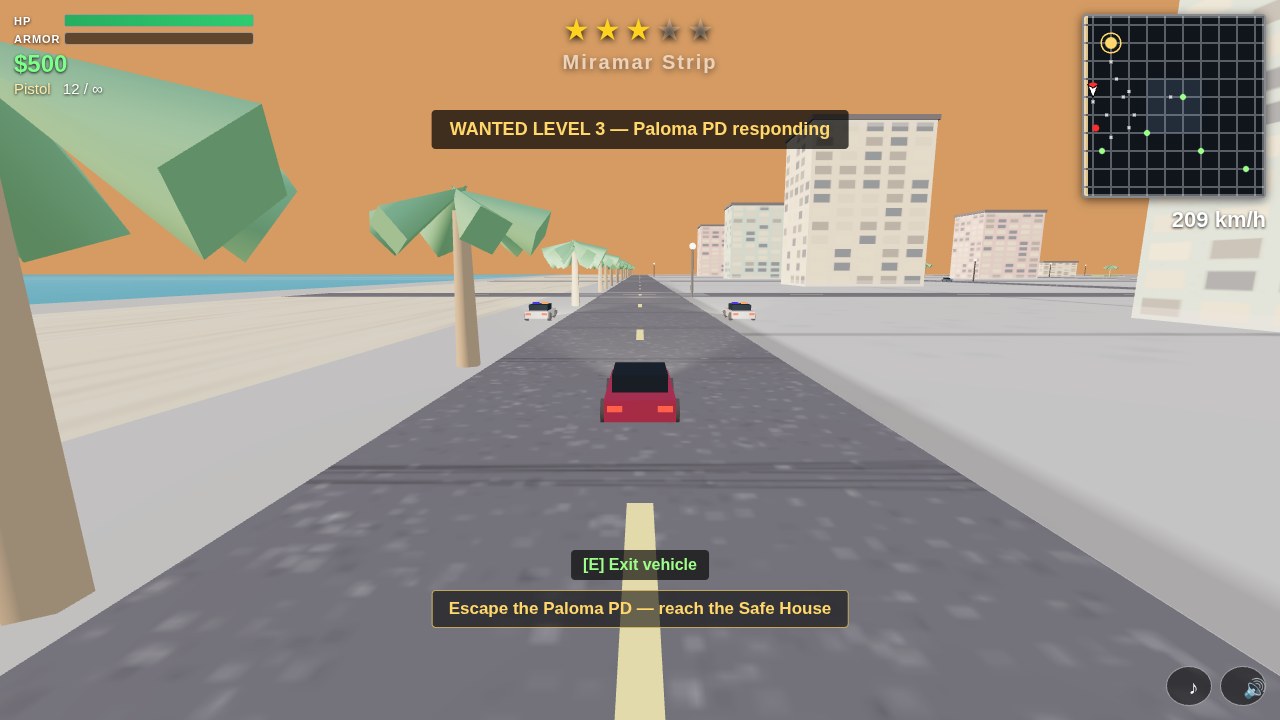 HP
ARMOR
$500
Pistol 12 / ∞
★★★★★
Miramar Strip
WANTED LEVEL 3 — Paloma PD responding
209 km/h
[E] Exit vehicle
Escape the Paloma PD — reach the Safe House